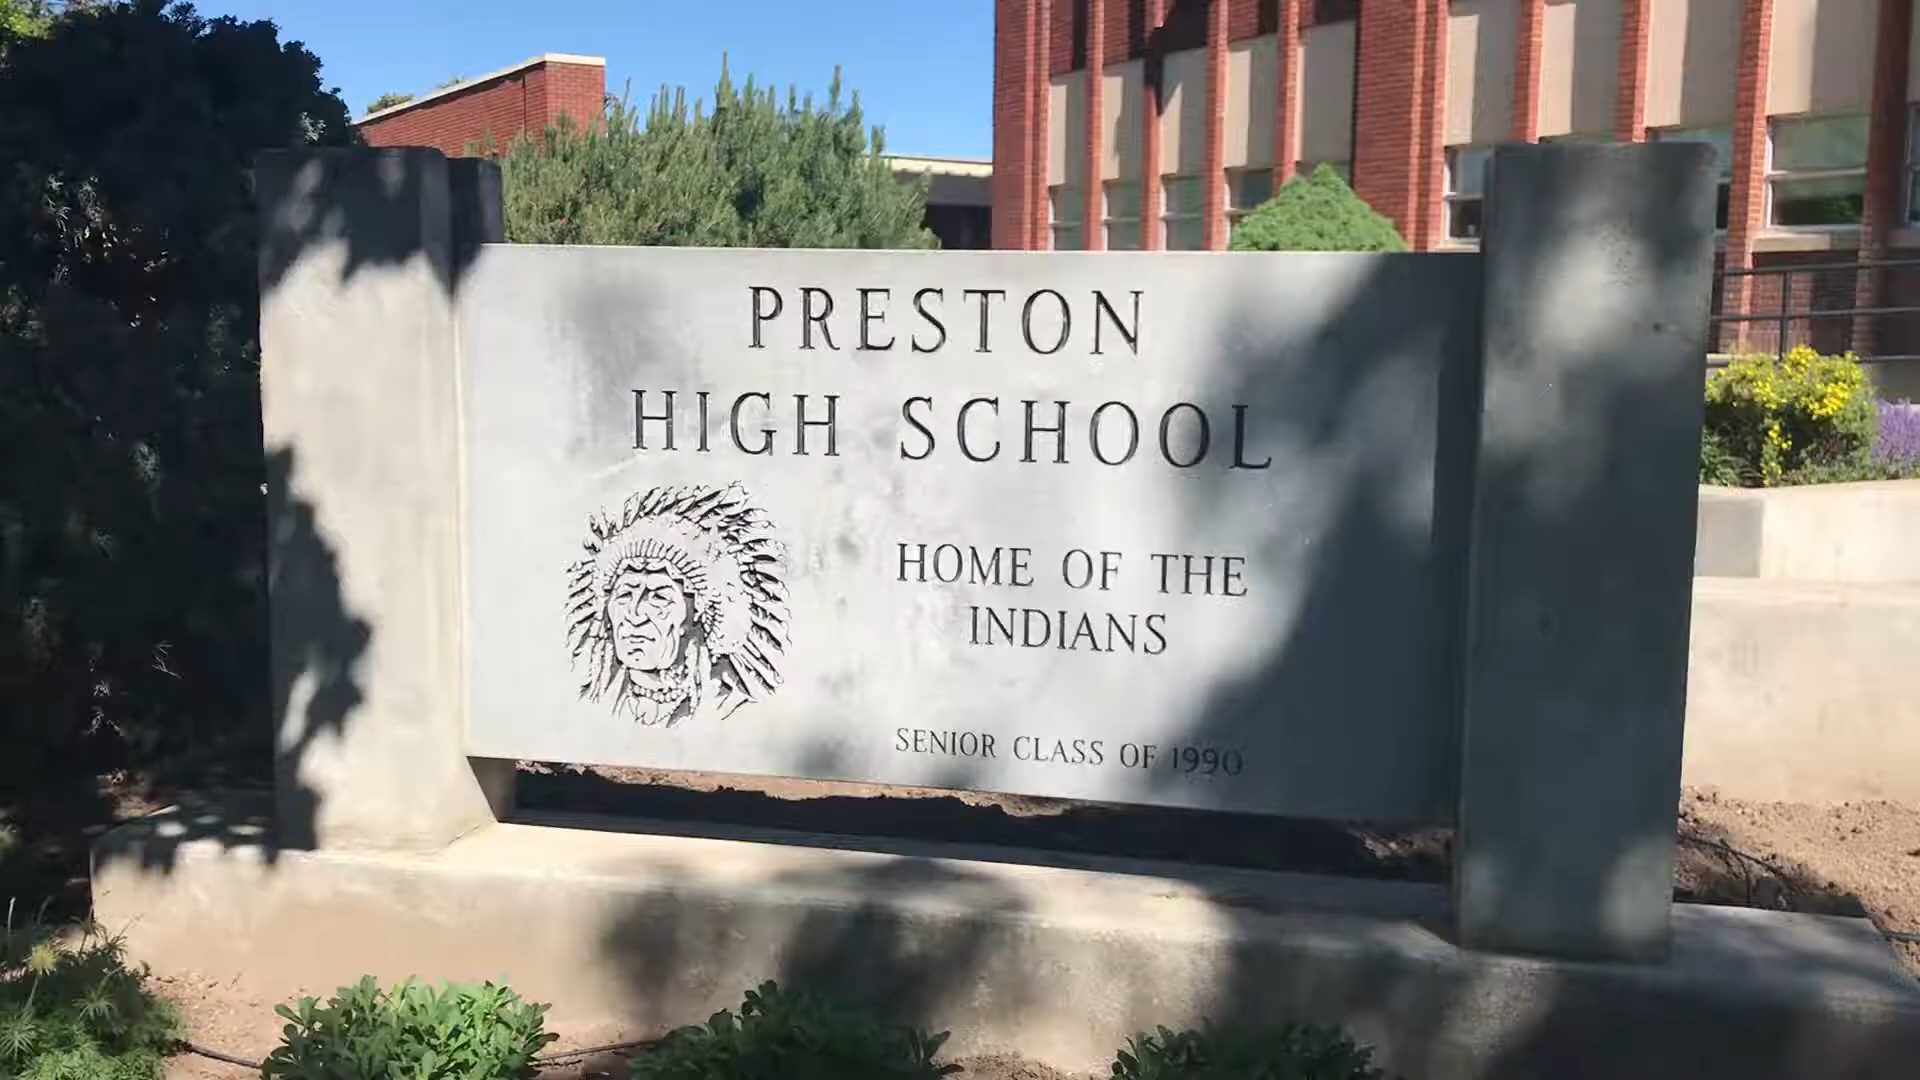 PRESTON
HIGH SCHOOL
HOME OF THE
INDIANS
SENIOR CLASS OF 1990